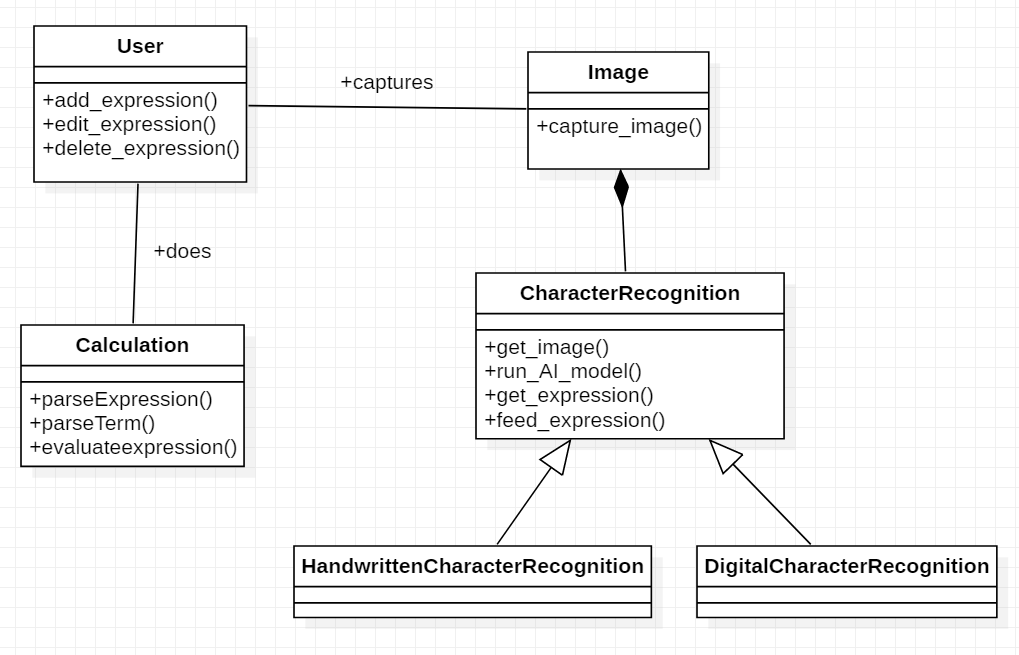 User
+add_expression()
+edit_expression()
+delete_expression()
+captures
Image
+capture_image()
+does
Calculation
+parseExpression()
+parseTerm()
+evaluateexpression()
CharacterRecognition
+get_image()
+run_AI_model()
+get_expression()
+feed_expression()
HandwrittenCharacterRecognition
DigitalCharacterRecognition